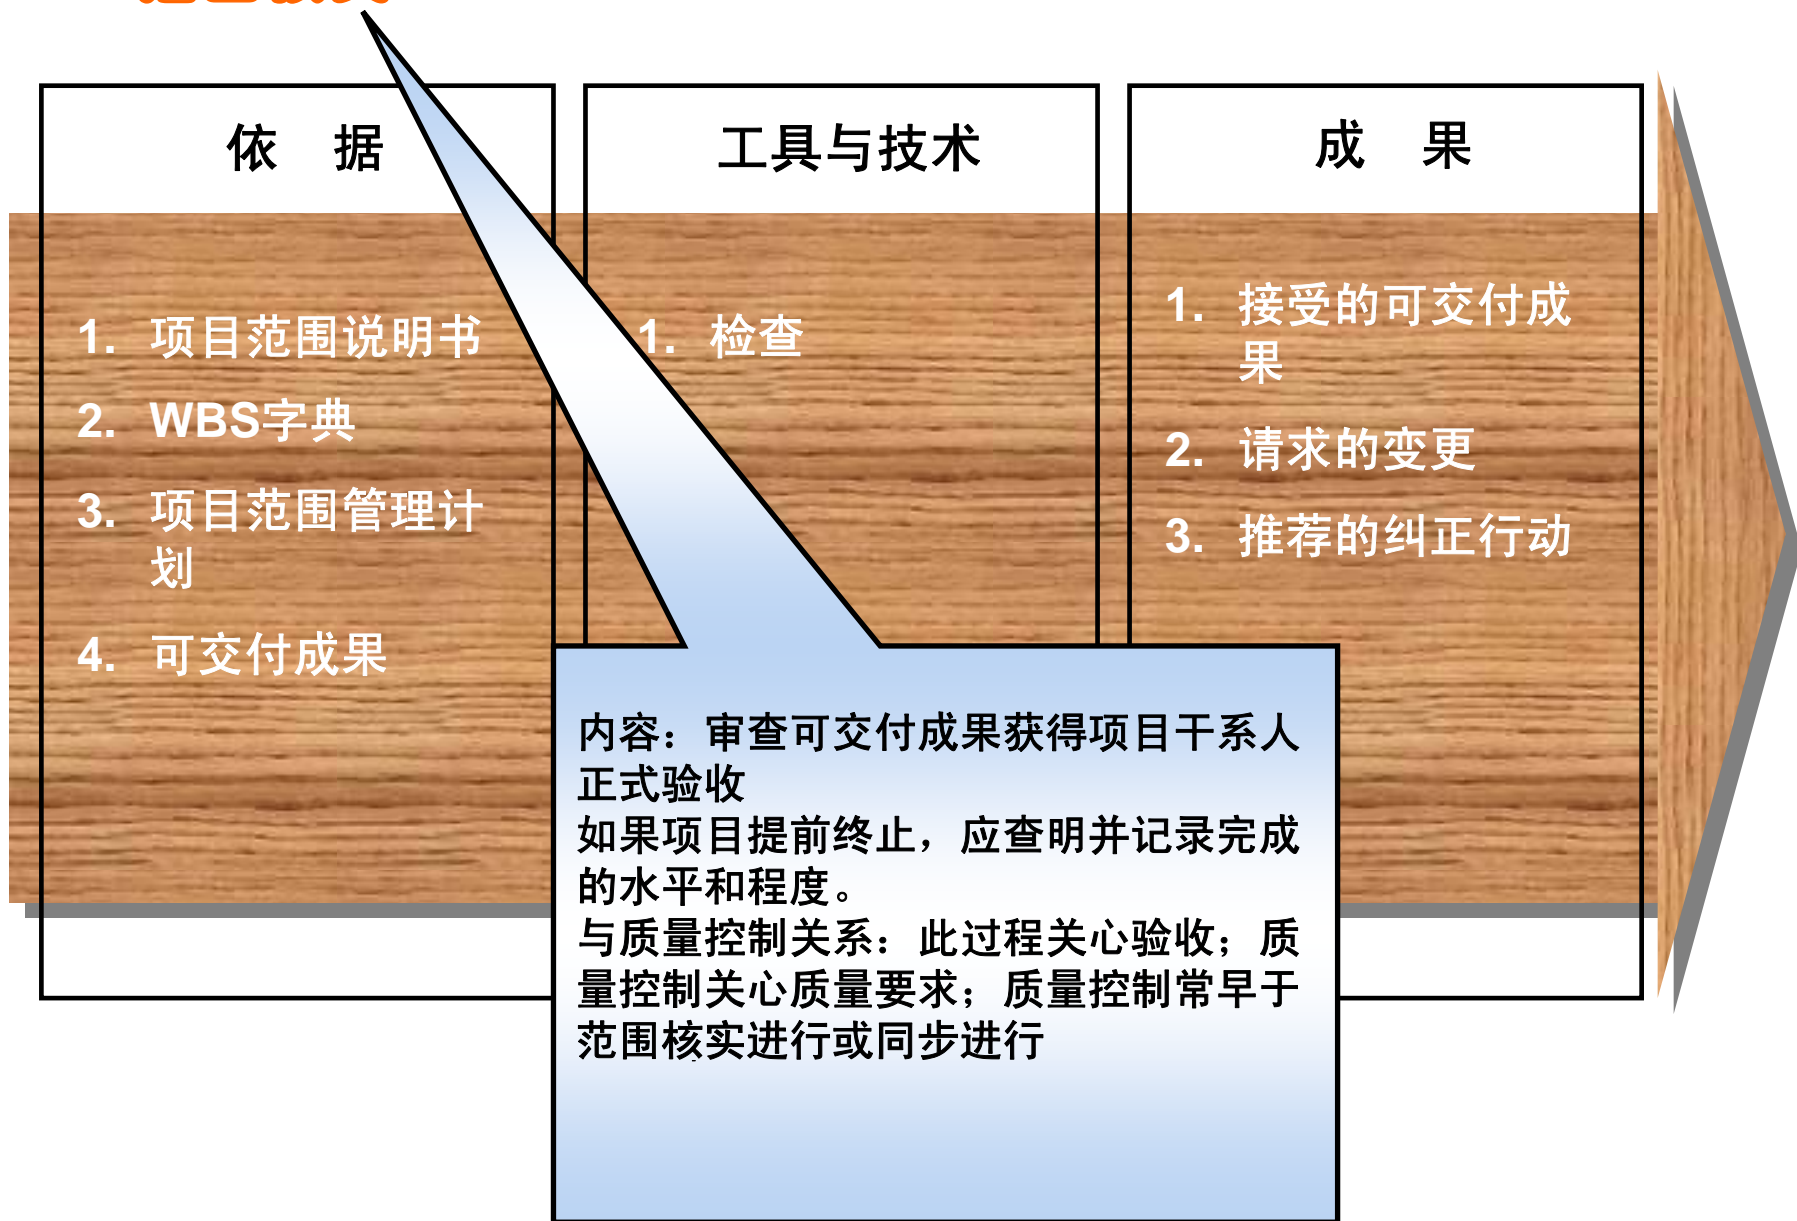 依 据
1. 项目范围说明书
2. WBS字典
3. 项目范围管理计
划
4. 可交付成果
工具与技术
1. 检查
成 果
1. 接受的可交付成
果
2. 请求的变更
3. 推荐的纠正行动
内容：审查可交付成果获得项目干系人
正式验收
如果项目提前终止，应查明并记录完成
的水平和程度。
与质量控制关系：此过程关心验收；质
量控制关心质量要求；质量控制常早于
范围核实进行或同步进行